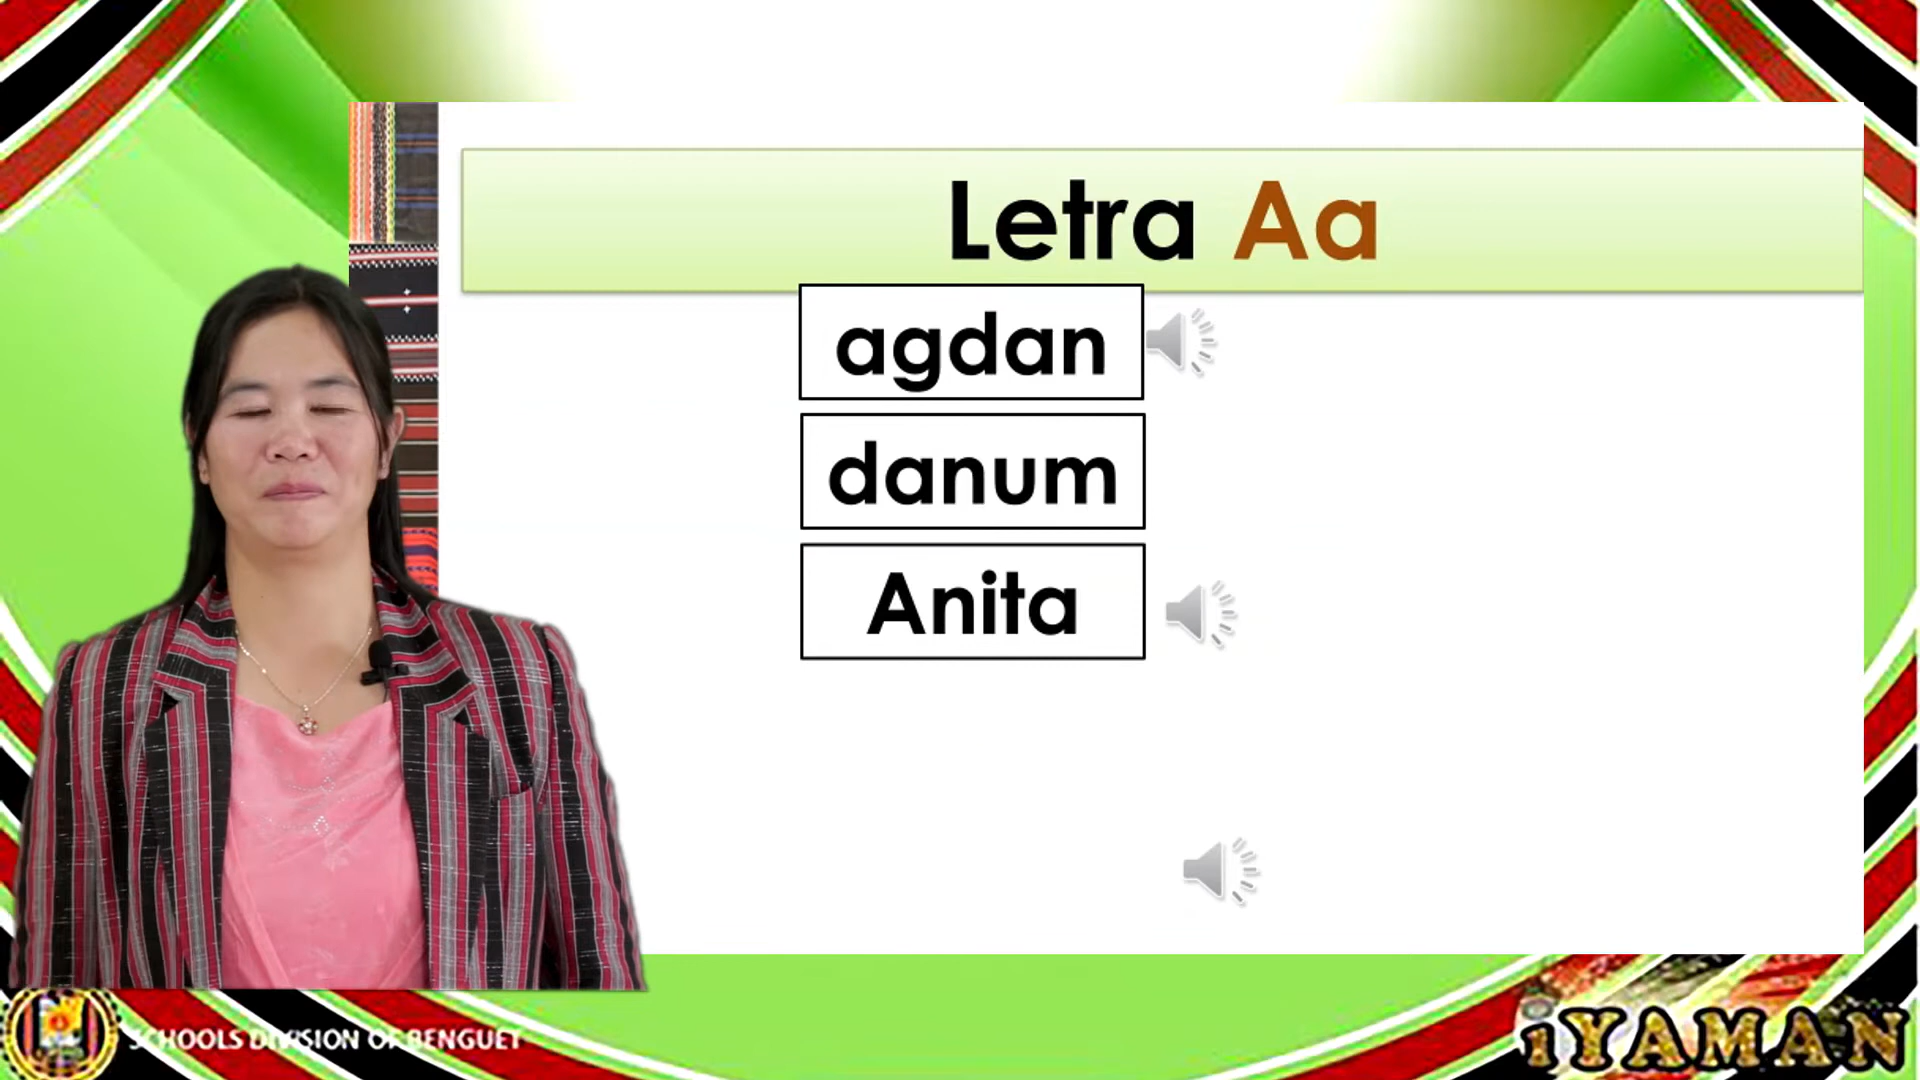 Letra Aa
agdan
danum
Anita
SCHOOLS DIVISION OF BENGUET
iYAMAN